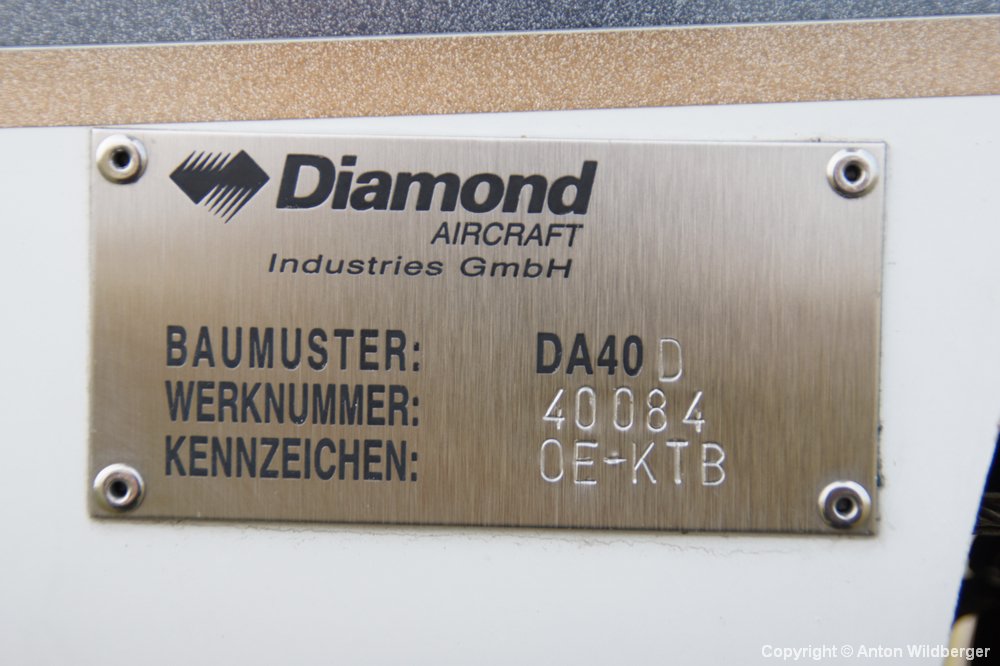 Diamond
AIRCRAFT
Industries GmbH
BAUMUSTER: DA40 D
WERKNUMMER: 40084
KENNZEICHEN: OE-KTB
Copyright © Anton Wildberger